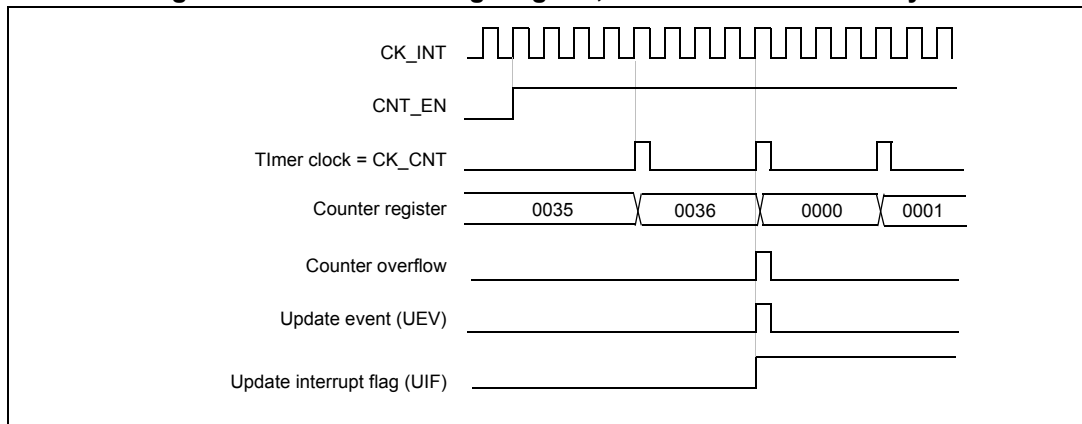 CK_INT
CNT_EN
TImer clock = CK_CNT
Counter register 0035 0036 0000 0001
Counter overflow
Update event (UEV)
Update interrupt flag (UIF)